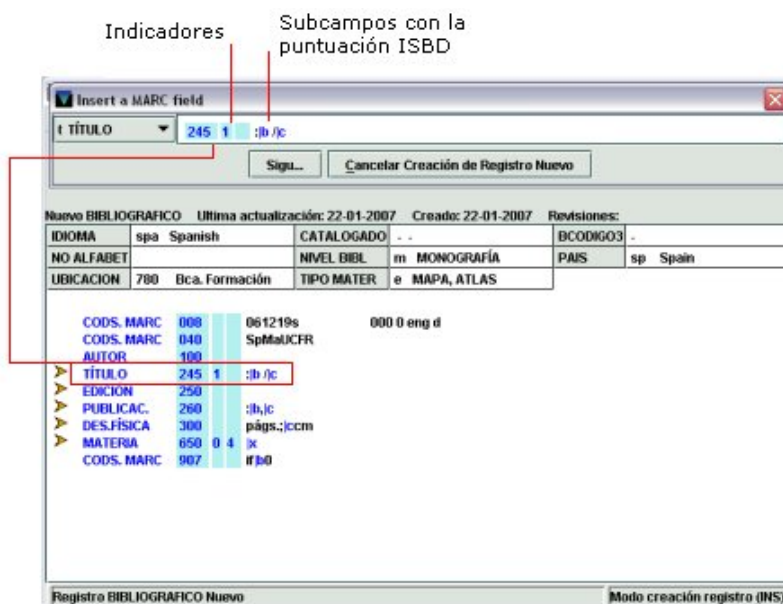 Indicadores
Subcampos con la
puntuación ISBD
Insert a MARC field
t TÍTULO 245 1 :|b /|c
Sigu... Cancelar Creación de Registro Nuevo
Nuevo BIBLIOGRAFICO Ultima actualización: 22-01-2007 Creado: 22-01-2007 Revisiones:
IDIOMA spa Spanish CATALOGADO - - BCODIGO3 -
NO ALFABET NIVEL BIBL m MONOGRAFÍA PAIS sp Spain
UBICACION 780 Bca. Formación TIPO MATER e MAPA, ATLAS
CODS. MARC 008 061219s 000 0 eng d
CODS. MARC 040 SpMaUCFR
AUTOR 100
TÍTULO 245 1 :|b /|c
EDICIÓN 250
PUBLICAC. 260 :|b,|c
DES.FÍSICA 300 págs.;|ccm
MATERIA 650 0 4 |x
CODS. MARC 907 if|b0
Registro BIBLIOGRAFICO Nuevo Modo creación registro (INS)